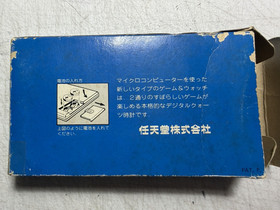 電池の入れ方
上図のように電池を入れて
ください。
マイクロコンピューターを使った
新しいタイプのゲーム&ウォッチ
は、2通りのすばらしいゲームが
楽しめる本格的なデジタルクォー
ツ時計です。
任天堂株式会社